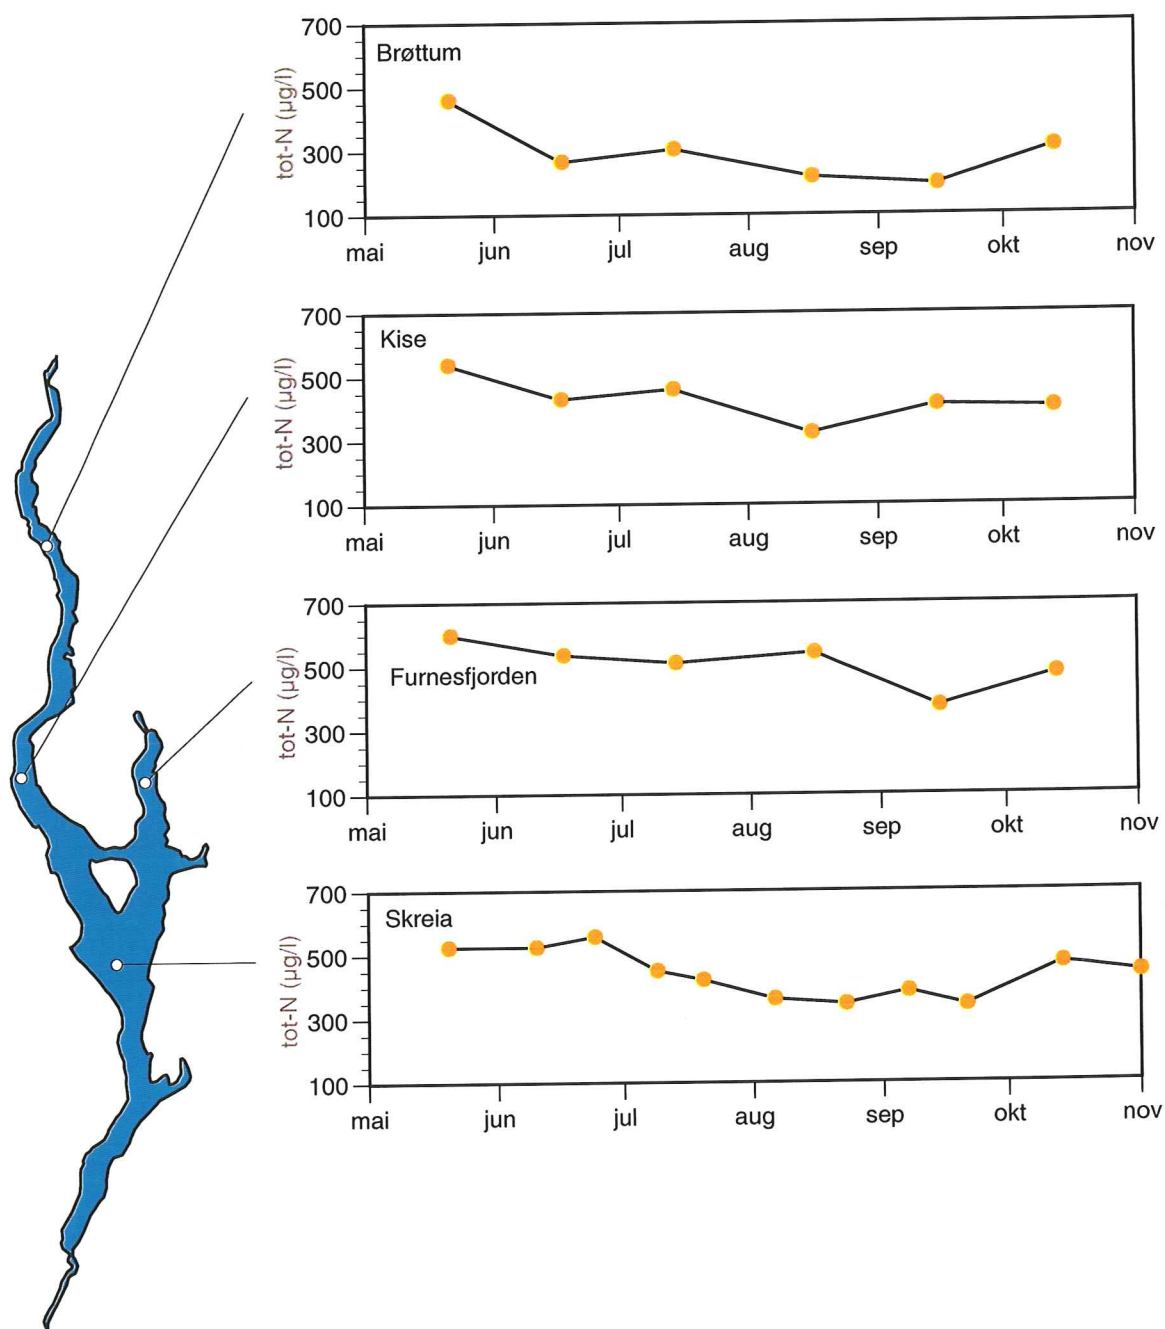 700
Brøttum
500
300
100
tot-N (µg/l)
mai jun jul aug sep okt nov
700
Kise
500
300
100
tot-N (µg/l)
mai jun jul aug sep okt nov
700
500
Furnesfjorden
300
100
tot-N (µg/l)
mai jun jul aug sep okt nov
700
Skreia
500
300
100
tot-N (µg/l)
mai jun jul aug sep okt nov